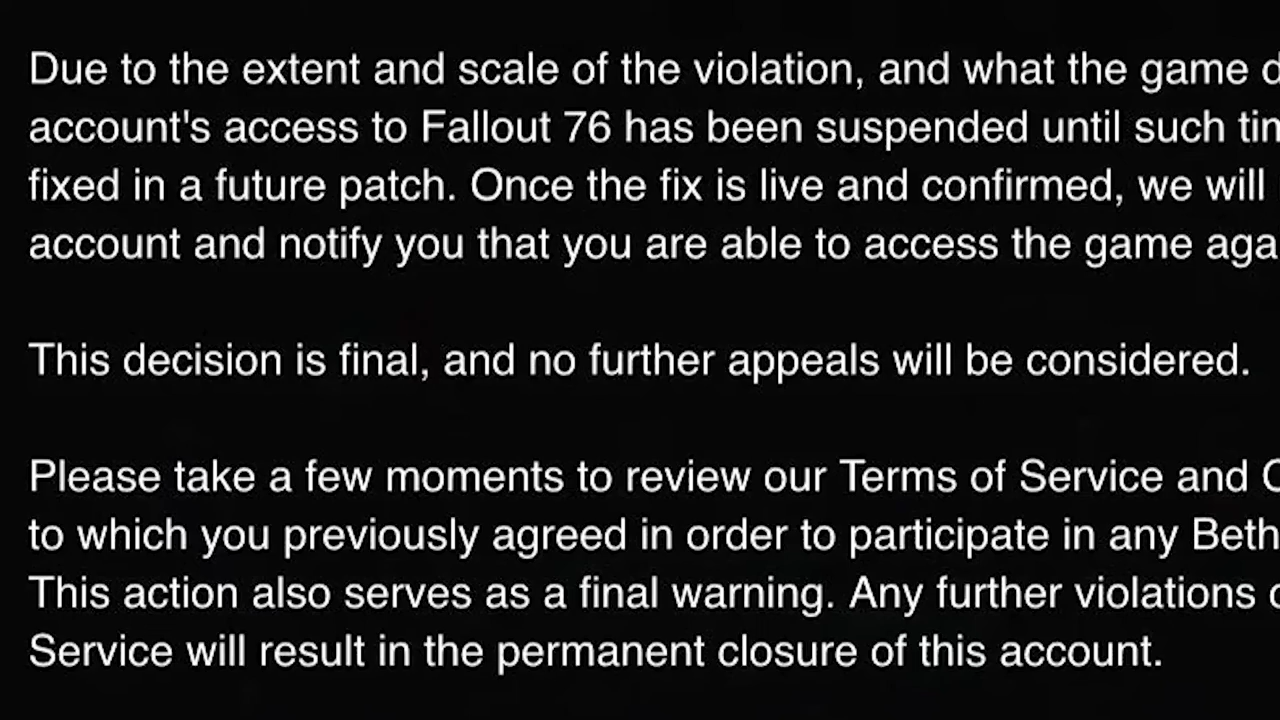 Due to the extent and scale of the violation, and what the game
account's access to Fallout 76 has been suspended until such
fixed in a future patch. Once the fix is live and confirmed, we will
account and notify you that you are able to access the game
This decision is final, and no further appeals will be considered.
Please take a few moments to review our Terms of Service and
to which you previously agreed in order to participate in any
This action also serves as a final warning. Any further violations
Service will result in the permanent closure of this account.